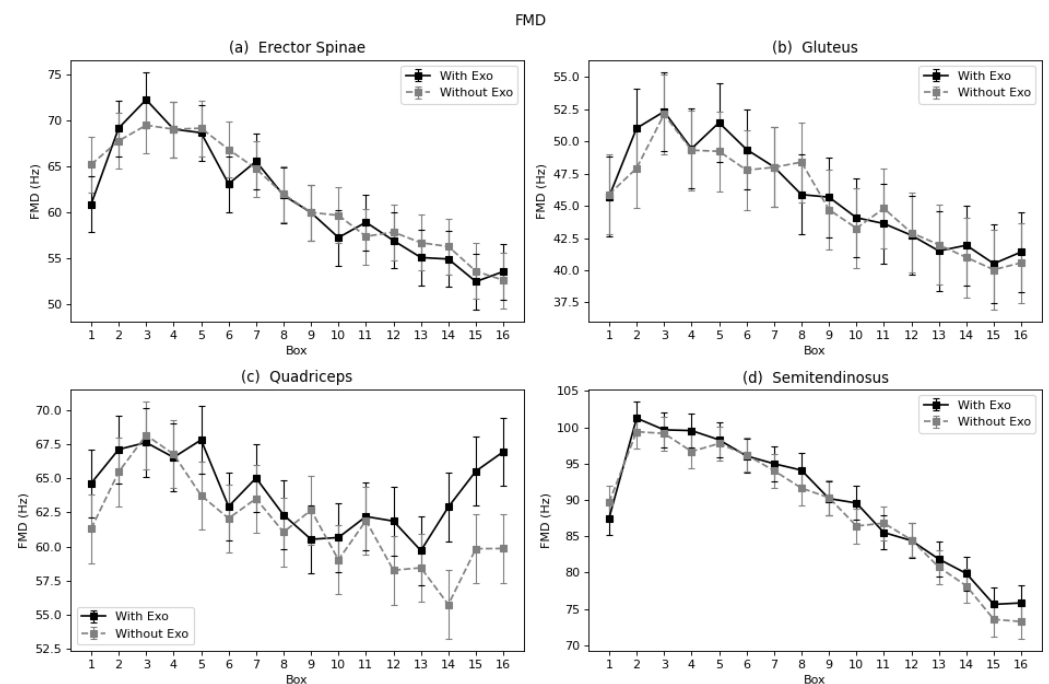 FMD
(a)  Erector Spinae
75
70
65
60
55
50
FMD (Hz)
With Exo
Without Exo
1 2 3 4 5 6 7 8 9 10 11 12 13 14 15 16
Box
(b)  Gluteus
55.0
52.5
50.0
47.5
45.0
42.5
40.0
37.5
FMD (Hz)
With Exo
Without Exo
1 2 3 4 5 6 7 8 9 10 11 12 13 14 15 16
Box
(c)  Quadriceps
70.0
67.5
65.0
62.5
60.0
57.5
55.0
52.5
FMD (Hz)
With Exo
Without Exo
1 2 3 4 5 6 7 8 9 10 11 12 13 14 15 16
Box
(d)  Semitendinosus
105
100
95
90
85
80
75
70
FMD (Hz)
With Exo
Without Exo
1 2 3 4 5 6 7 8 9 10 11 12 13 14 15 16
Box